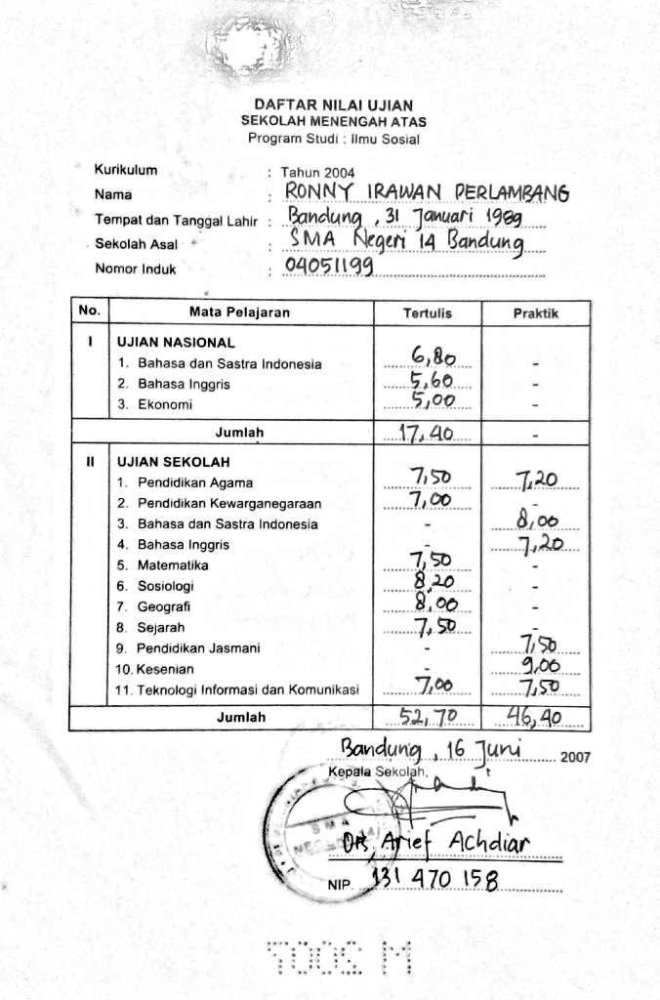 DAFTAR NILAI UJIAN
SEKOLAH MENENGAH ATAS
Program Studi : Ilmu Sosial
Kurikulum : Tahun 2004
Nama : RONNY IRAWAN PERLAMBANG
Tempat dan Tanggal Lahir : Bandung, 31 Januari 1989
Sekolah Asal : SMA Negeri 14 Bandung
Nomor Induk : 04051199
No. Mata Pelajaran Tertulis Praktik
I UJIAN NASIONAL
1. Bahasa dan Sastra Indonesia 6,80 -
2. Bahasa Inggris 5,60 -
3. Ekonomi 5,00 -
Jumlah 17,40 -
II UJIAN SEKOLAH
1. Pendidikan Agama 7,50 7,20
2. Pendidikan Kewarganegaraan 7,00 -
3. Bahasa dan Sastra Indonesia - 8,00
4. Bahasa Inggris - 7,20
5. Matematika 7,50 -
6. Sosiologi 8,20 -
7. Geografi 8,00 -
8. Sejarah 7,50 -
9. Pendidikan Jasmani - 7,50
10. Kesenian - 9,00
11. Teknologi Informasi dan Komunikasi 7,00 7,50
Jumlah 52,70 46,40
Bandung, 16 Juni 2007
Kepala Sekolah,
SMA
Drs. Arief Achdiar
NIP. 131 470 158
M 2007